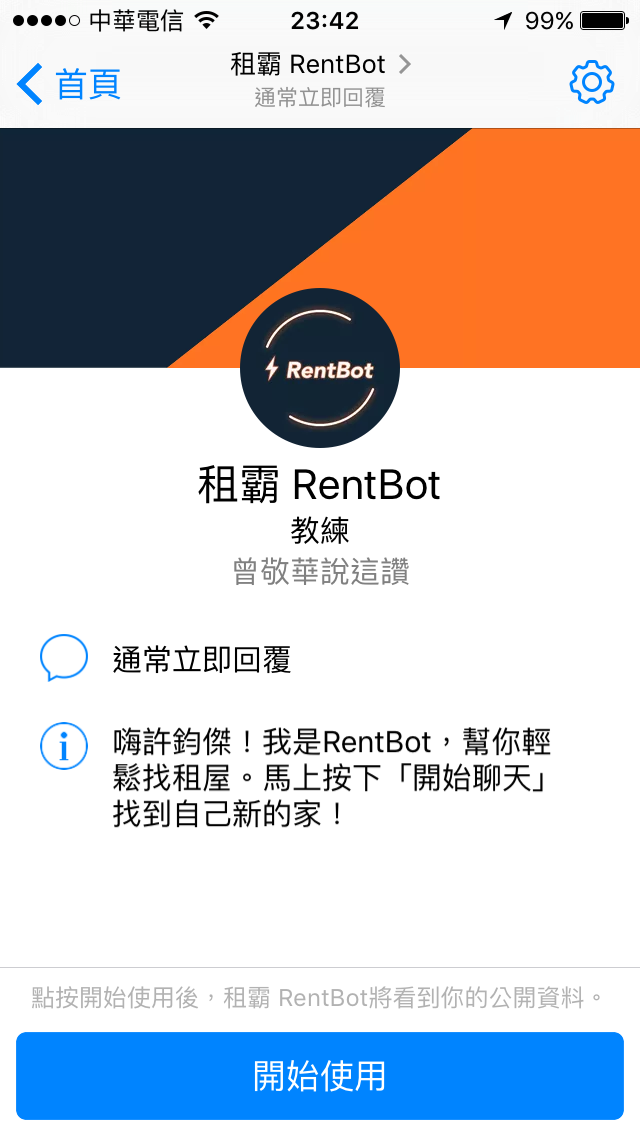 中華電信 23:42 99%
首頁 租霸 RentBot
通常立即回覆
RentBot
租霸 RentBot
教練
曾敬華說這讚
通常立即回覆
嗨許鈞傑！我是RentBot，幫你輕
鬆找租屋。馬上按下「開始聊天」
找到自己新的家！
點按開始使用後，租霸 RentBot將看到你的公開資料。
開始使用